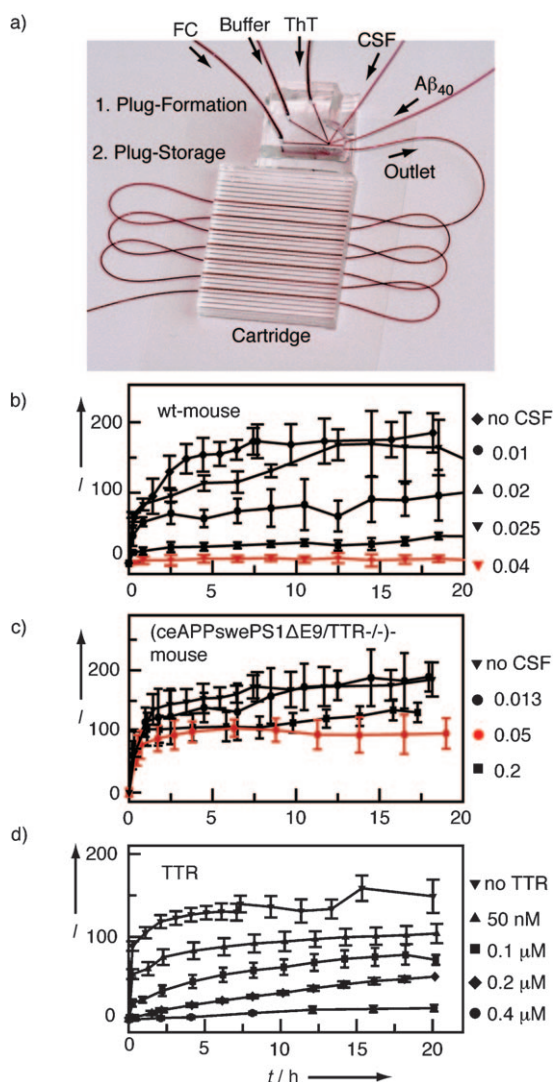 a)
FC
Buffer
ThT
CSF
Aβ40
1. Plug-Formation
2. Plug-Storage
Outlet
Cartridge
b)
I
200
100
0
wt-mouse
0 5 10 15 20
no CSF
0.01
0.02
0.025
0.04
c)
I
200
100
0
(ceAPPswePS1ΔE9/TTR-/-)-
mouse
0 5 10 15 20
no CSF
0.013
0.05
0.2
d)
I
200
100
0
TTR
0 5 10 15 20
no TTR
50 nM
0.1 μM
0.2 μM
0.4 μM
t / h